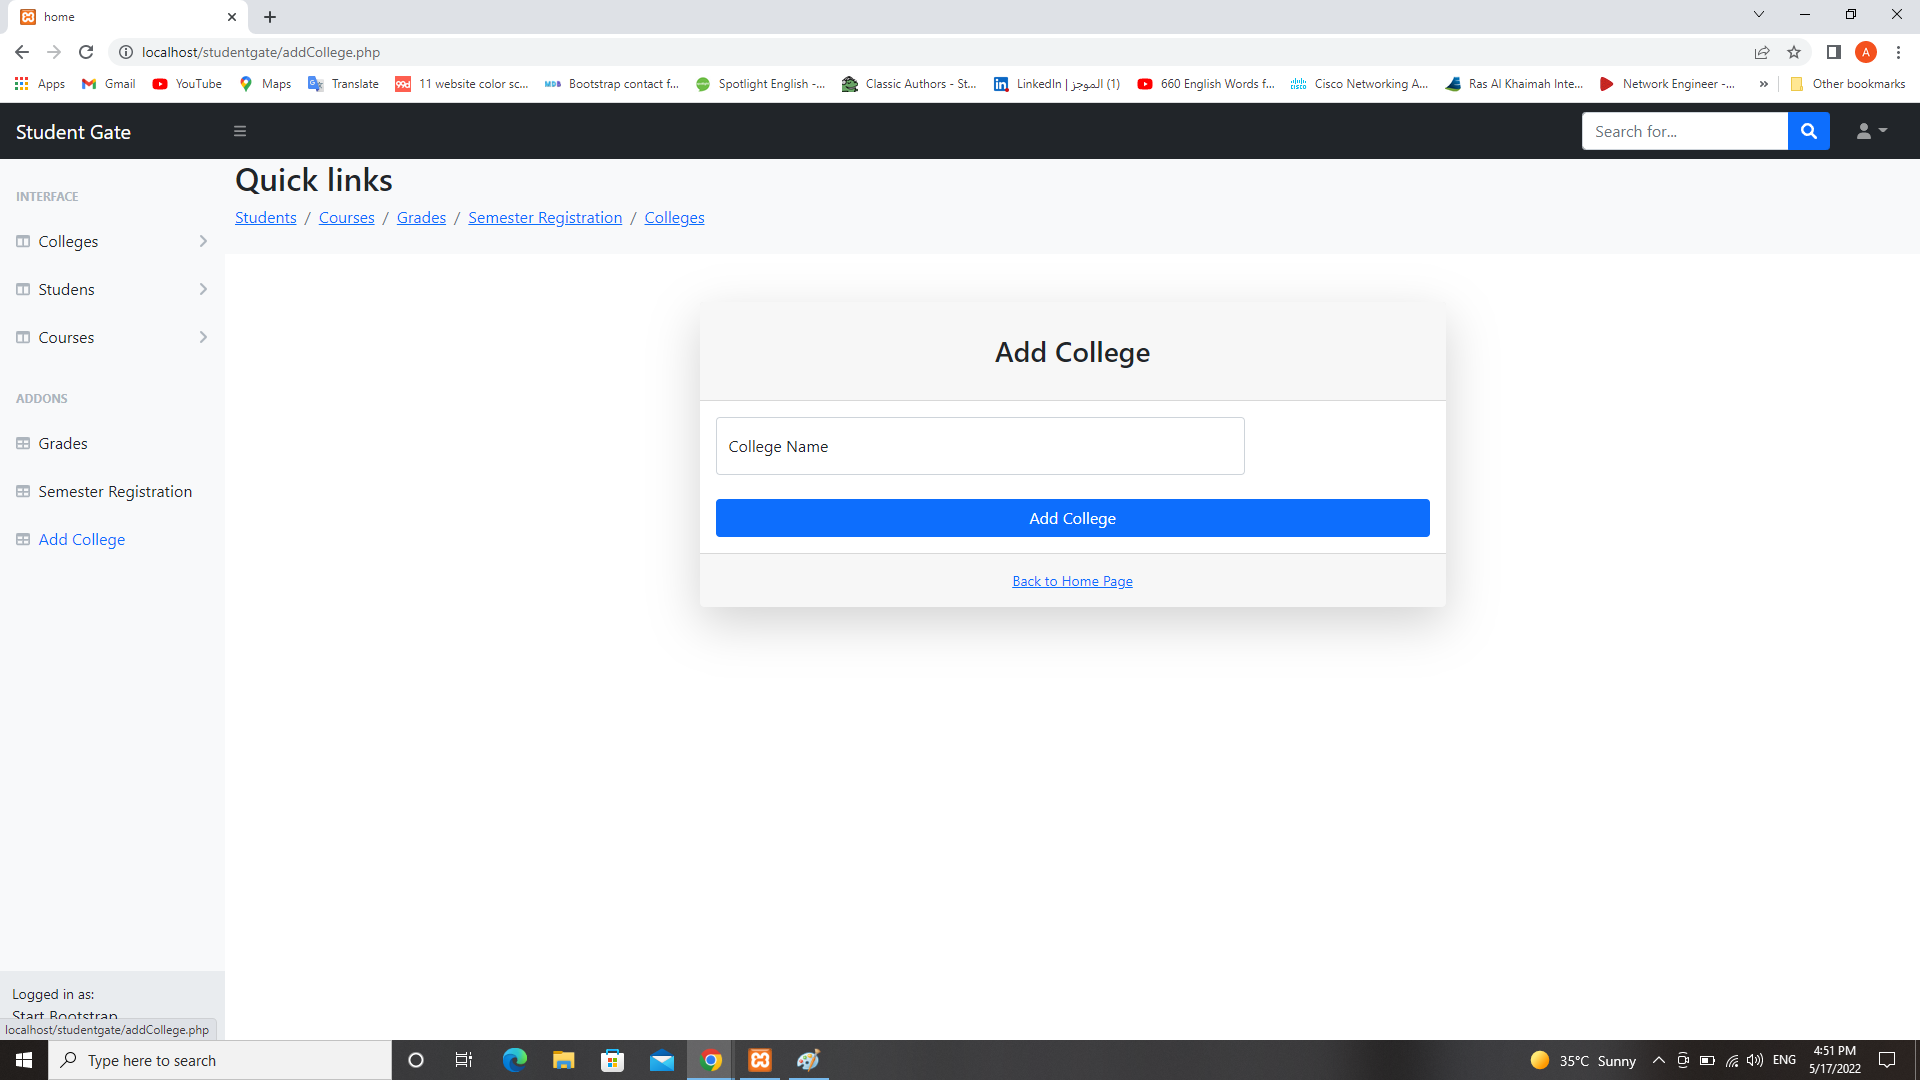 home
localhost/studentgate/addCollege.php
Apps Gmail YouTube Maps Translate 11 website color sc... Bootstrap contact f... Spotlight English -... Classic Authors - St... LinkedIn | الموجز (1) 660 English Words f... Cisco Networking A... Ras Al Khaimah Inte... Network Engineer -... » Other bookmarks
Student Gate
Search for...
Quick links
Students / Courses / Grades / Semester Registration / Colleges
INTERFACE
Colleges
Studens
Courses
ADDONS
Grades
Semester Registration
Add College
Add College
College Name
Add College
Back to Home Page
Logged in as:
Start Bootstrap
localhost/studentgate/addCollege.php
Type here to search
35°C Sunny
ENG
4:51 PM
5/17/2022